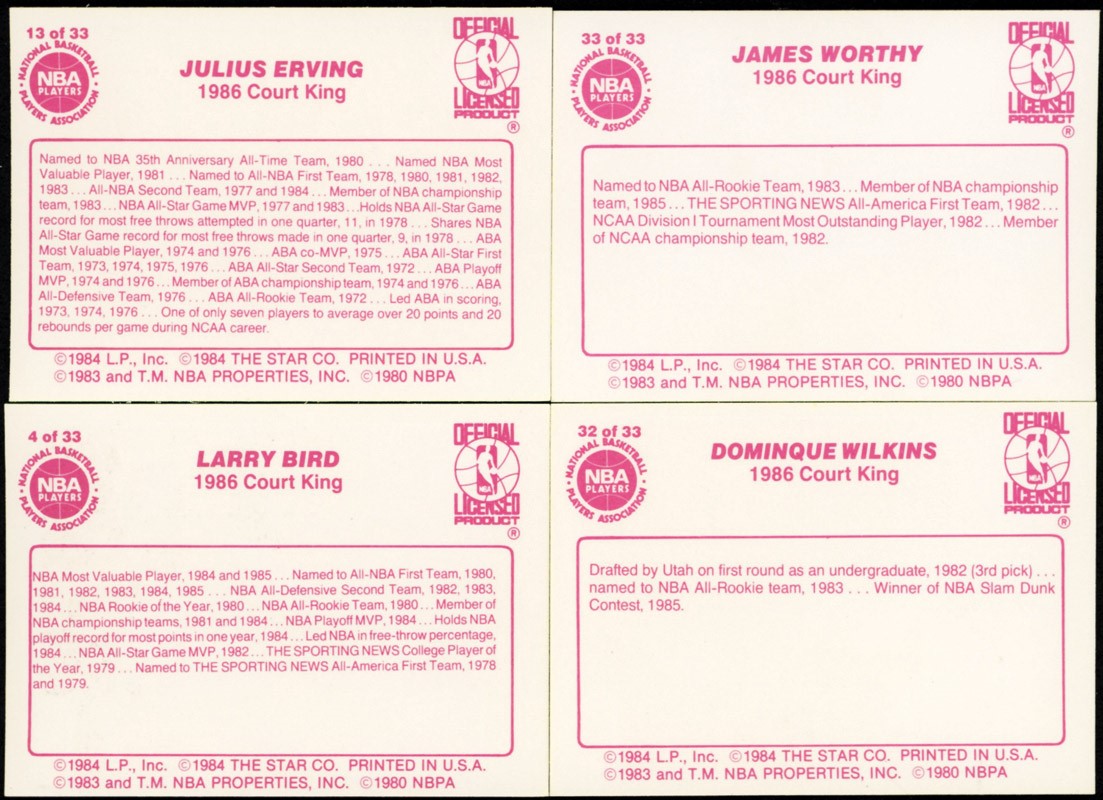 13 of 33
NATIONAL BASKETBALL
NBA
PLAYERS
PLAYERS ASSOCIATION
JULIUS ERVING
1986 Court King
OFFICIAL
NBA
LICENSED
PRODUCT
®
Named to NBA 35th Anniversary All-Time Team, 1980 . . . Named NBA Most
Valuable Player, 1981 . . . Named to All-NBA First Team, 1978, 1980, 1981, 1982,
1983 . . . All-NBA Second Team, 1977 and 1984 . . . Member of NBA championship
team, 1983 . . . NBA All-Star Game MVP, 1977 and 1983...Holds NBA All-Star Game
record for most free throws attempted in one quarter, 11, in 1978 . . . Shares NBA
All-Star Game record for most free throws made in one quarter, 9, in 1978 . . . ABA
Most Valuable Player, 1974 and 1976 . . . ABA co-MVP, 1975 . . . ABA All-Star First
Team, 1973, 1974, 1975, 1976 . . . ABA All-Star Second Team, 1972 . . . ABA Playoff
MVP, 1974 and 1976 . . . Member of ABA championship team, 1974 and 1976 . . . ABA
All-Defensive Team, 1976 . . . ABA All-Rookie Team, 1972 . . . Led ABA in scoring,
1973, 1974, 1976 . . . One of only seven players to average over 20 points and 20
rebounds per game during NCAA career.
©1984 L.P., Inc. ©1984 THE STAR CO. PRINTED IN U.S.A.
©1983 and T.M. NBA PROPERTIES, INC. ©1980 NBPA
33 of 33
NATIONAL BASKETBALL
NBA
PLAYERS
PLAYERS ASSOCIATION
JAMES WORTHY
1986 Court King
OFFICIAL
NBA
LICENSED
PRODUCT
®
Named to NBA All-Rookie Team, 1983 . . . Member of NBA championship
team, 1985 . . . THE SPORTING NEWS All-America First Team, 1982 . . .
NCAA Division I Tournament Most Outstanding Player, 1982 . . . Member
of NCAA championship team, 1982.
©1984 L.P., Inc. ©1984 THE STAR CO. PRINTED IN U.S.A.
©1983 and T.M. NBA PROPERTIES, INC. ©1980 NBPA
4 of 33
NATIONAL BASKETBALL
NBA
PLAYERS
PLAYERS ASSOCIATION
LARRY BIRD
1986 Court King
OFFICIAL
NBA
LICENSED
PRODUCT
®
NBA Most Valuable Player, 1984 and 1985 . . . Named to All-NBA First Team, 1980,
1981, 1982, 1983, 1984, 1985 . . . NBA All-Defensive Second Team, 1982, 1983,
1984 . . . NBA Rookie of the Year, 1980 . . . NBA All-Rookie Team, 1980 . . . Member of
NBA championship teams, 1981 and 1984 . . . NBA Playoff MVP, 1984 . . . Holds NBA
playoff record for most points in one year, 1984 . . . Led NBA in free-throw percentage,
1984 . . . NBA All-Star Game MVP, 1982 . . . THE SPORTING NEWS College Player of
the Year, 1979 . . . Named to THE SPORTING NEWS All-America First Team, 1978
and 1979.
©1984 L.P., Inc. ©1984 THE STAR CO. PRINTED IN U.S.A.
©1983 and T.M. NBA PROPERTIES, INC. ©1980 NBPA
32 of 33
NATIONAL BASKETBALL
NBA
PLAYERS
PLAYERS ASSOCIATION
DOMINQUE WILKINS
1986 Court King
OFFICIAL
NBA
LICENSED
PRODUCT
®
Drafted by Utah on first round as an undergraduate, 1982 (3rd pick) . . .
named to NBA All-Rookie team, 1983 . . . Winner of NBA Slam Dunk
Contest, 1985.
©1984 L.P., Inc. ©1984 THE STAR CO. PRINTED IN U.S.A.
©1983 and T.M. NBA PROPERTIES, INC. ©1980 NBPA